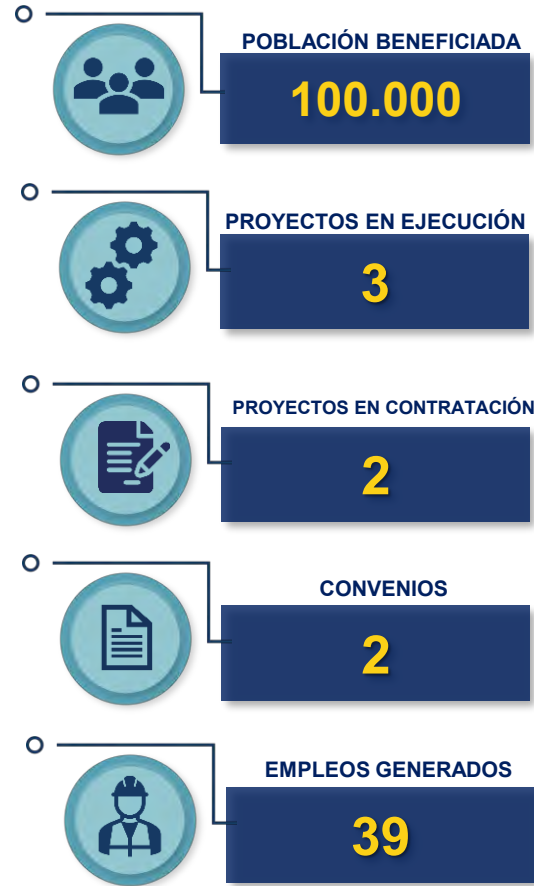 POBLACIÓN BENEFICIADA
100.000
PROYECTOS EN EJECUCIÓN
3
PROYECTOS EN CONTRATACIÓN
2
CONVENIOS
2
EMPLEOS GENERADOS
39